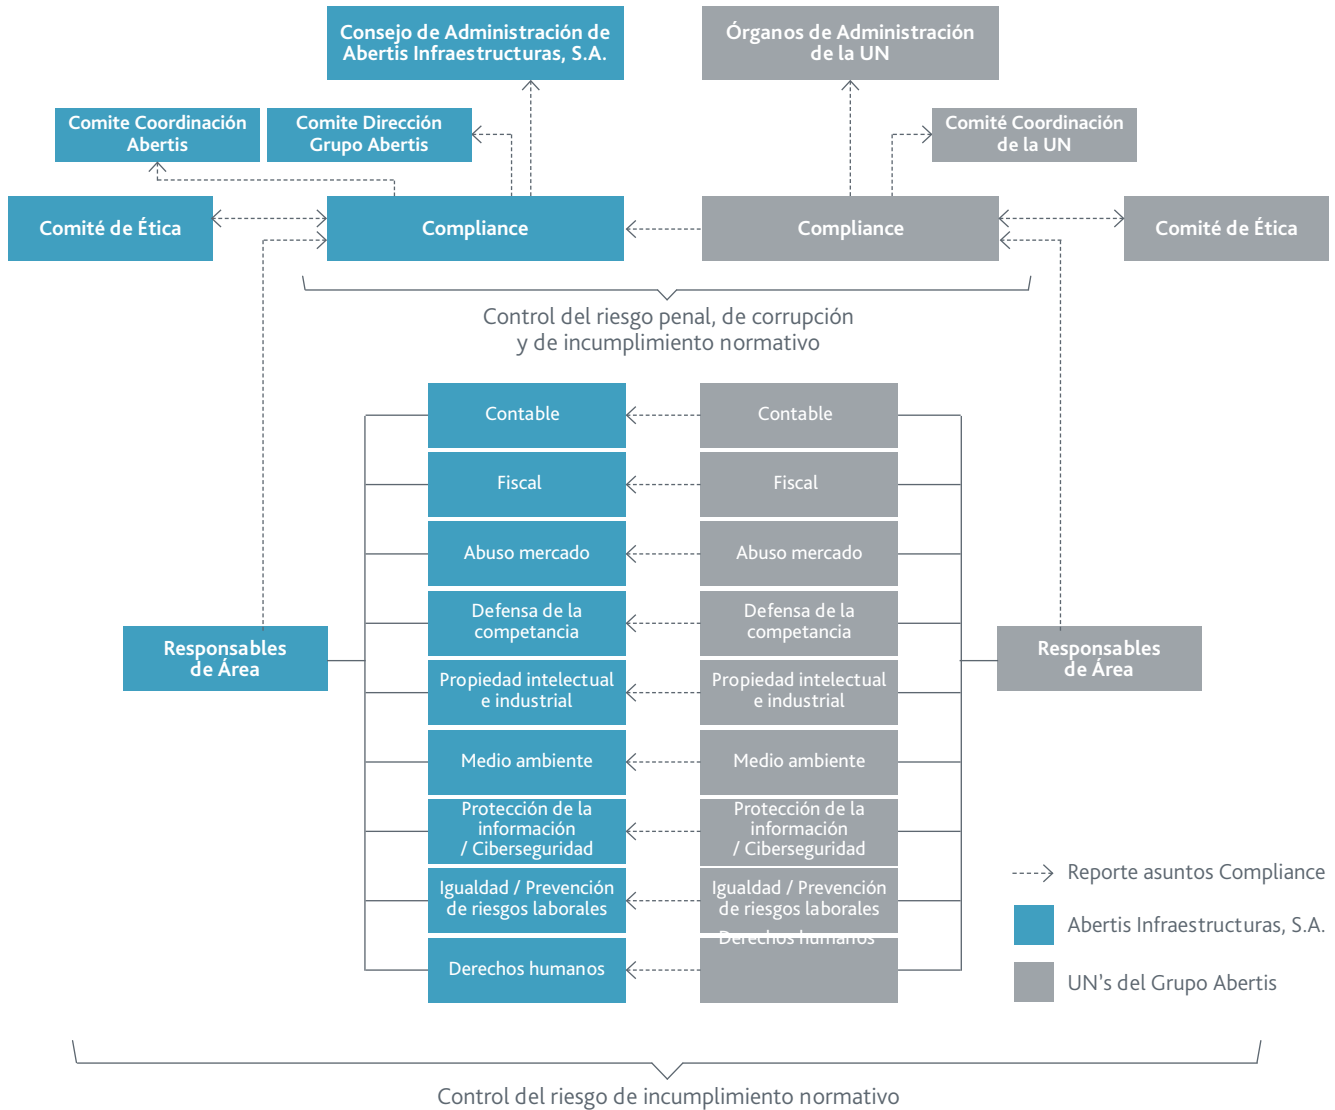 Consejo de Administración de
Abertis Infraestructuras, S.A.
Órganos de Administración
de la UN
Comite Coordinación
Abertis
Comite Dirección
Grupo Abertis
Comité Coordinación
de la UN
Comité de Ética
Compliance
Compliance
Comité de Ética
Control del riesgo penal, de corrupción
y de incumplimiento normativo
Contable
Contable
Fiscal
Fiscal
Abuso mercado
Abuso mercado
Defensa de la
competancia
Defensa de la
competancia
Responsables
de Área
Responsables
de Área
Propiedad intelectual
e industrial
Propiedad intelectual
e industrial
Medio ambiente
Medio ambiente
Protección de la
información
/ Ciberseguridad
Protección de la
información
/ Ciberseguridad
Igualdad / Prevención
de riesgos laborales
Igualdad / Prevención
de riesgos laborales
Derechos humanos
Derechos humanos
Reporte asuntos Compliance
Abertis Infraestructuras, S.A.
UN's del Grupo Abertis
Control del riesgo de incumplimiento normativo